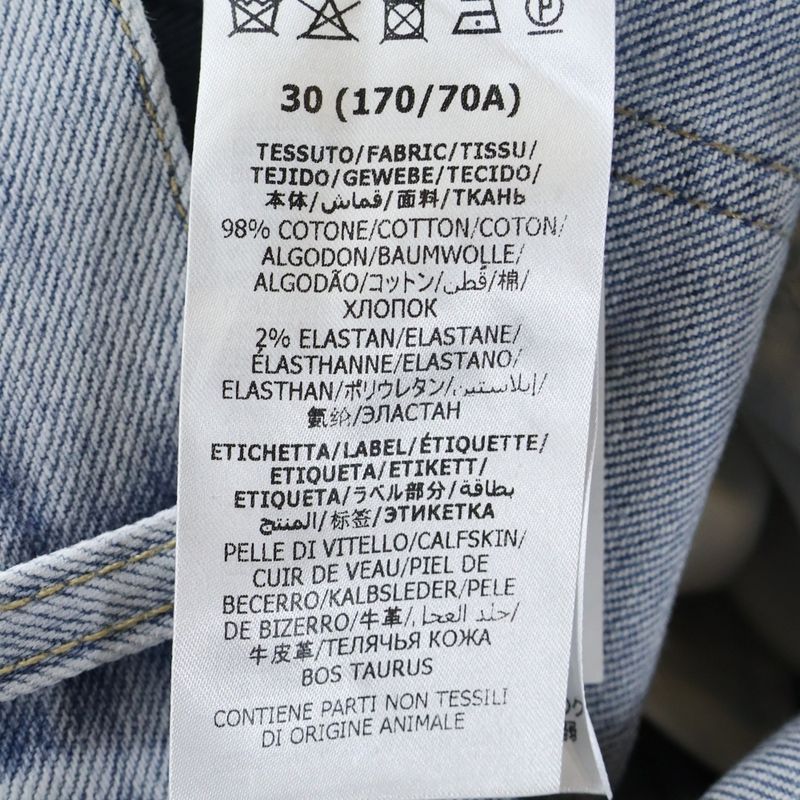 P
30 (170/70A)
TESSUTO/FABRIC/TISSU/
TEJIDO/GEWEBE/TECIDO/
本体/قماش/面料/ТКАНЬ
98% COTONE/COTTON/COTON/
ALGODON/BAUMWOLLE/
ALGODÃO/コットン/قُطن/棉/
ХЛОПОК
2% ELASTAN/ELASTANE/
ÉLASTHANNE/ELASTANO/
ELASTHAN/ポリウレタン/إيلاستين/
氨纶/ЭЛАСТАН
ETICHETTA/LABEL/ÉTIQUETTE/
ETIQUETA/ETIKETT/
ETIQUETA/ラベル部分/بطاقة
المنتج/标签/ЭТИКЕТКА
PELLE DI VITELLO/CALFSKIN/
CUIR DE VEAU/PIEL DE
BECERRO/KALBSLEDER/PELE
DE BIZERRO/牛革/جلد العجل/
牛皮革/ТЕЛЯЧЬЯ КОЖА
BOS TAURUS
CONTIENE PARTI NON TESSILI
DI ORIGINE ANIMALE